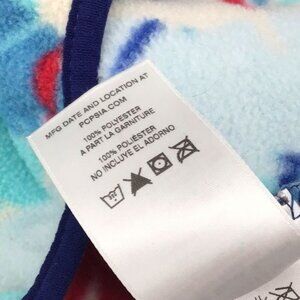 MFG DATE AND LOCATION AT
PCPSIA.COM
100% POLYESTER
A PART LA GARNITURE
100% POLIÉSTER
NO INCLUYE EL ADORNO